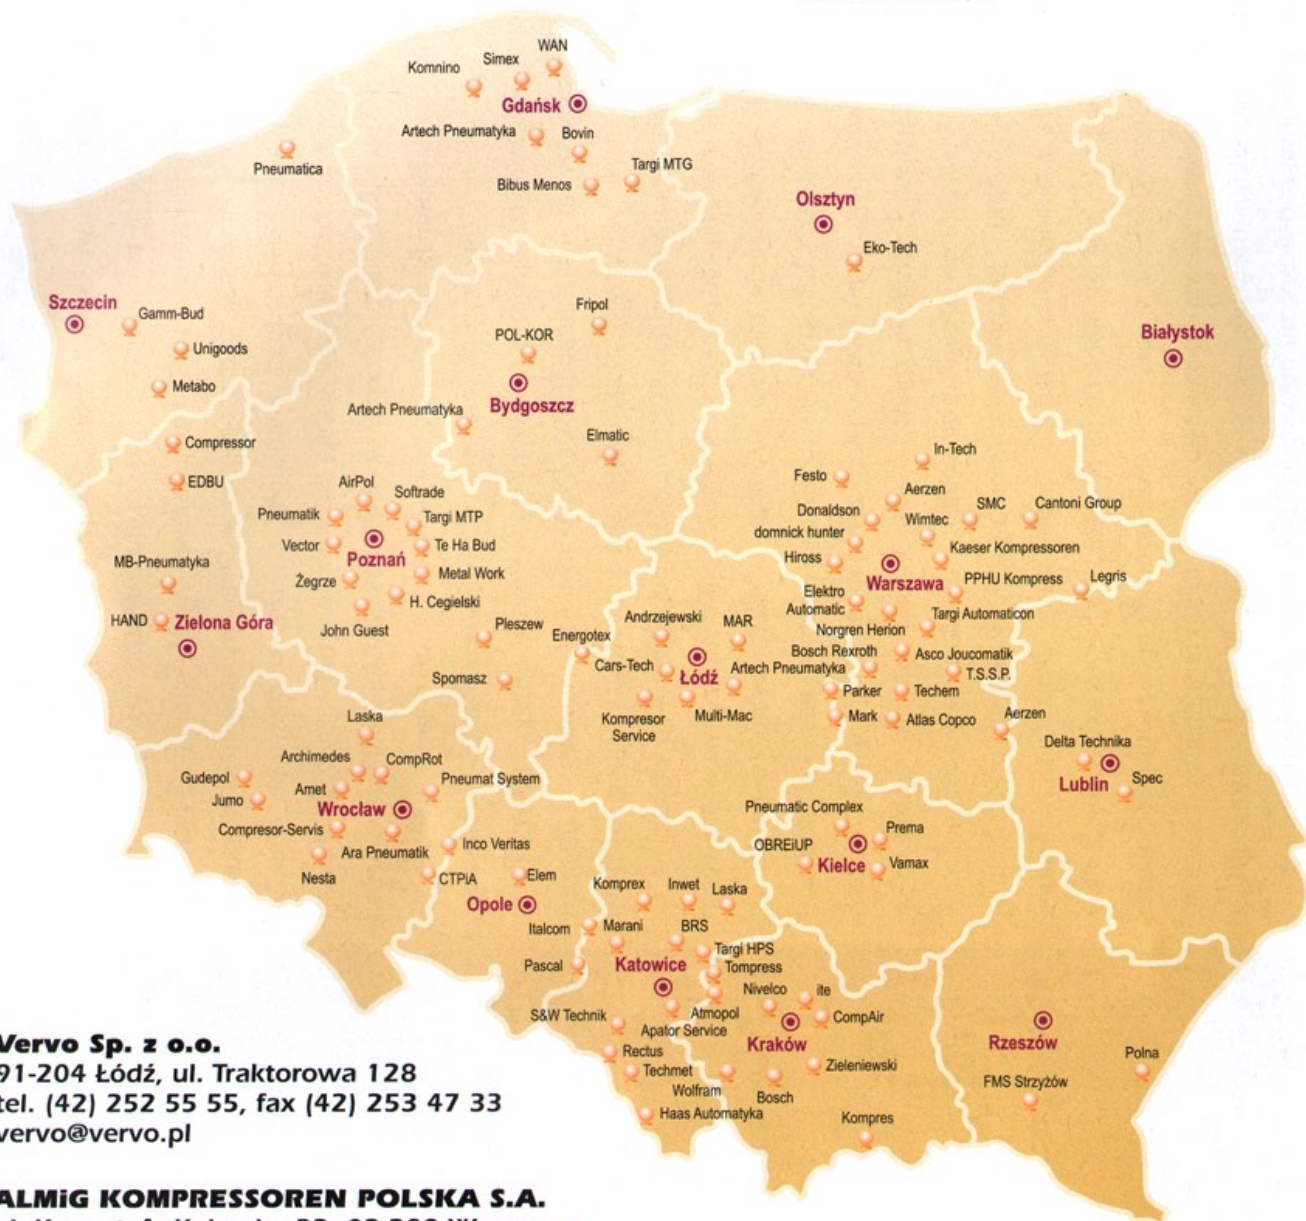 WAN
Simex
Komnino
Gdańsk
Artech Pneumatyka
Bovin
Targi MTG
Bibus Menos
Pneumatica
Olsztyn
Eko-Tech
Szczecin
Gamm-Bud
Unigoods
Metabo
Fripol
POL-KOR
Bydgoszcz
Białystok
Artech Pneumatyka
Elmatic
Compressor
EDBU
AirPol
Softrade
Pneumatik
Targi MTP
Vector
Poznań
Te Ha Bud
Żegrze
Metal Work
H. Cegielski
John Guest
Pleszew
Spomasz
MB-Pneumatyka
HAND
Zielona Góra
In-Tech
Festo
Aerzen
SMC
Cantoni Group
Donaldson
Wimtec
domnick hunter
Kaeser Kompressoren
Hiross
Warszawa
PPHU Kompress
Legris
Elektro
Automatic
Targi Automaticon
Norgren Herion
Bosch Rexroth
Asco Joucomatik
T.S.S.P.
Parker
Techem
Mark
Atlas Copco
Aerzen
Energotex
Andrzejewski
MAR
Cars-Tech
Łódź
Artech Pneumatyka
Kompresor
Service
Multi-Mac
Delta Technika
Lublin
Spec
Laska
Archimedes
CompRot
Gudepol
Amet
Pneumat System
Jumo
Wrocław
Compresor-Servis
Ara Pneumatik
Nesta
Inco Veritas
CTPiA
Elem
Opole
Pneumatic Complex
Prema
OBREiUP
Kielce
Vamax
Komprex
Inwet
Laska
Italcom
Marani
BRS
Targi HPS
Pascal
Katowice
Tompress
Nivelco
ite
S&W Technik
Atmopol
CompAir
Apator Service
Kraków
Rectus
Techmet
Zieleniewski
Wolfram
Bosch
Haas Automatyka
Kompres
Rzeszów
Polna
FMS Strzyżów
Vervo Sp. z o.o.
91-204 Łódź, ul. Traktorowa 128
tel. (42) 252 55 55, fax (42) 253 47 33
vervo@vervo.pl
ALMiG KOMPRESSOREN POLSKA S.A.